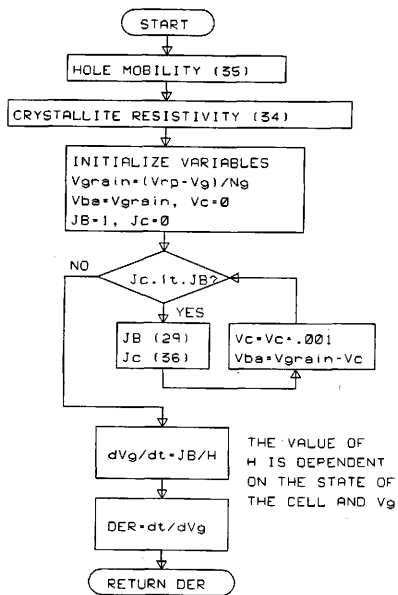 START
HOLE MOBILITY (35)
CRYSTALLITE RESISTIVITY (34)
INITIALIZE VARIABLES
Vgrain=(Vrp-Vg)/Ng
Vba=Vgrain, Vc=0
JB=1, Jc=0
NO
Jc.lt.JB?
YES
JB (29)
Jc (36)
Vc=Vc+.001
Vba=Vgrain-Vc
dVg/dt=JB/H
THE VALUE OF
H IS DEPENDENT
ON THE STATE OF
THE CELL AND Vg
DER=dt/dVg
RETURN DER